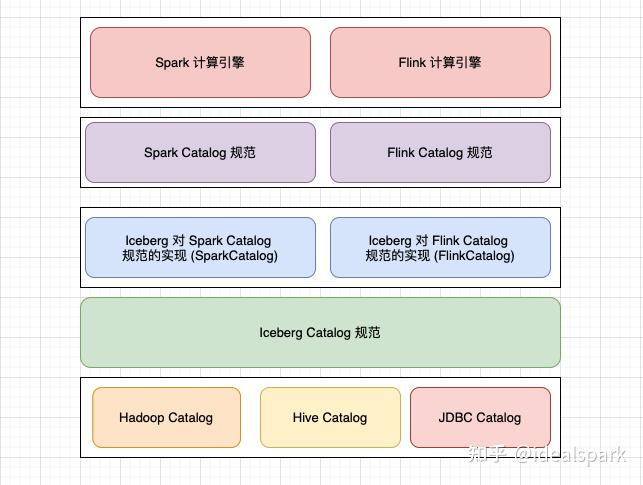 Spark 计算引擎
Flink 计算引擎
Spark Catalog 规范
Flink Catalog 规范
Iceberg 对 Spark Catalog
规范的实现 (SparkCatalog)
Iceberg 对 Flink Catalog
规范的实现 (FlinkCatalog)
Iceberg Catalog 规范
Hadoop Catalog
Hive Catalog
JDBC Catalog
知乎 @idealspark